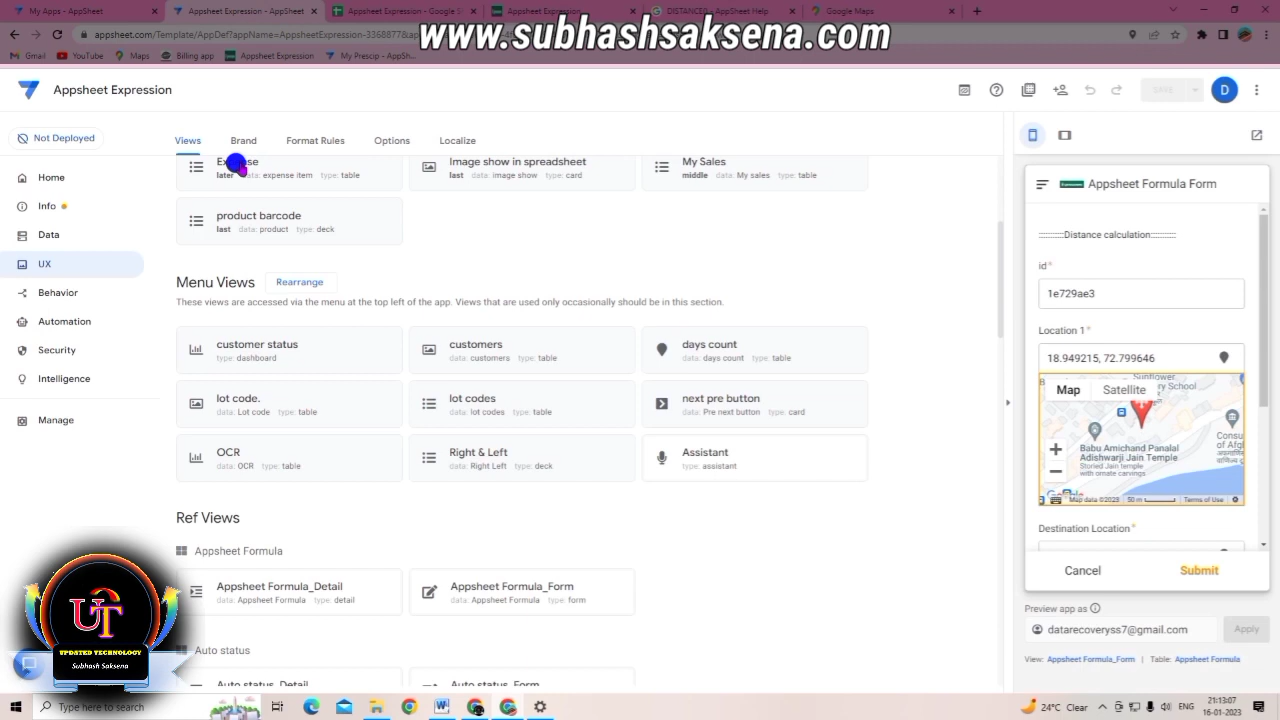 My Apps - AppSheet
AppSheet Expression - AppSheet
AppSheet Expression - Google S
Appsheet Expression
DISTANCE() - AppSheet Help
Google Maps
www.subhashsaksena.com
Gmail
YouTube
Maps
Billing app
Appsheet Expression
My Prescip - AppSh...
Appsheet Expression
D
Not Deployed
Views
Brand
Format Rules
Options
Localize
Home
Info
Data
UX
Behavior
Automation
Security
Intelligence
Manage
later data: expense item type: table
Image show in spreadsheet
last data: image show type: card
My Sales
middle data: My sales type: table
product barcode
last data: product type: deck
Menu Views
Rearrange
These views are accessed via the menu at the top left of the app. Views that are used only occasionally should be in this section.
customer status
type: dashboard
customers
data: customers type: table
days count
data: days count type: table
lot code.
data: Lot code type: table
lot codes
data: lot codes type: table
next pre button
data: Pre next button type: card
OCR
data: OCR type: table
Right & Left
data: Right Left type: deck
Assistant
type: assistant
Ref Views
Appsheet Formula
Appsheet Formula_Detail
data: Appsheet Formula type: detail
Appsheet Formula_Form
data: Appsheet Formula type: form
Auto status
Auto status_Detail
Auto status_Form
Appsheet Formula Form
::::::::::::Distance calculation::::::::::::
id*
1e729ae3
Location 1*
18.949215, 72.799646
Map
Satellite
Babu Amichand Panalal
Adishwarji Jain Temple
Storied Jain temple
with ornate carvings
Google
Map data ©2023
50 m
Terms of Use
Destination Location*
Cancel
Submit
Preview app as
datarecoveryss7@gmail.com
Apply
View: Appsheet Formula_Form | Table: Appsheet Formula
UT
UPDATED TECHNOLOGY
Subhash Saksena
Type here to search
24°C Clear
ENG
21:13:07
16-01-2023